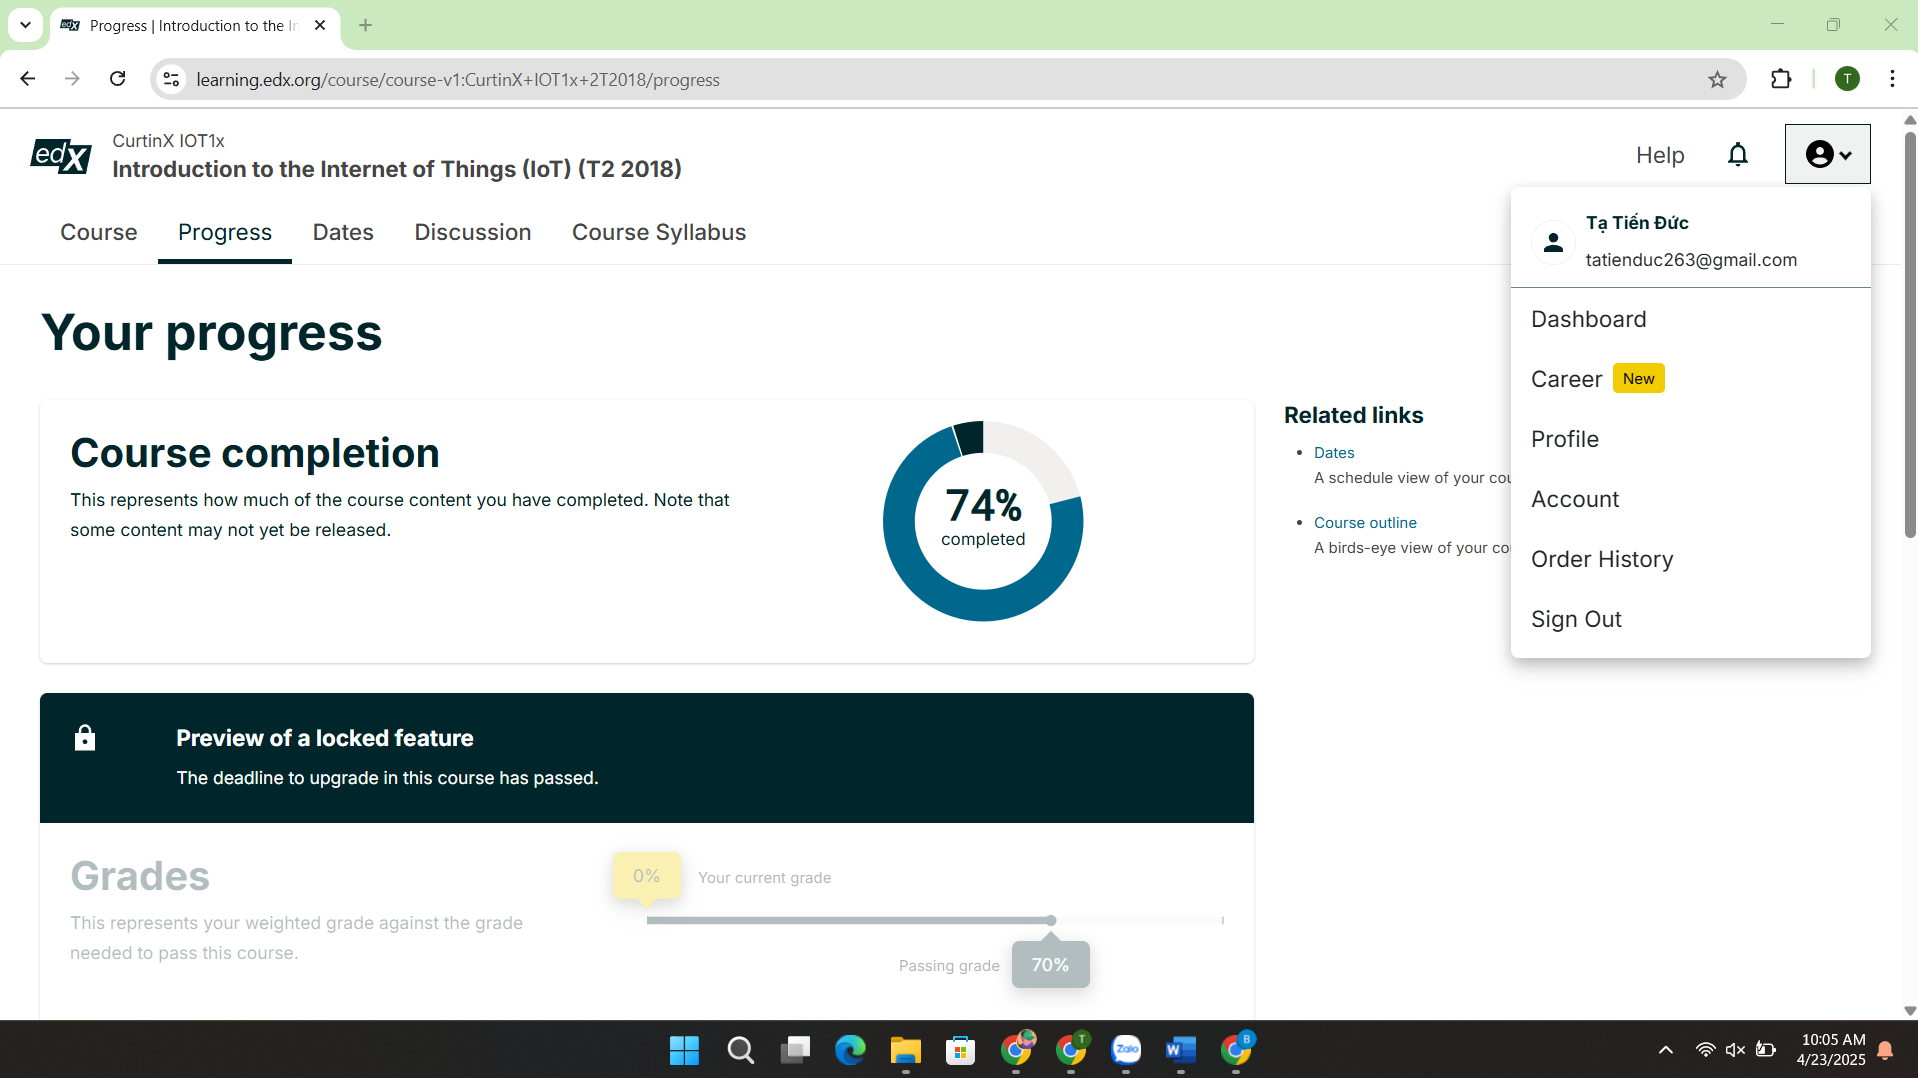 edX
Progress | Introduction to the In
learning.edx.org/course/course-v1:CurtinX+IOT1x+2T2018/progress
T
edX
CurtinX IOT1x
Introduction to the Internet of Things (IoT) (T2 2018)
Help
Course
Progress
Dates
Discussion
Course Syllabus
Tạ Tiến Đức
tatienduc263@gmail.com
Dashboard
Career New
Profile
Account
Order History
Sign Out
Your progress
Course completion
This represents how much of the course content you have completed. Note that
some content may not yet be released.
74%
completed
Related links
Dates
A schedule view of your cou
Course outline
A birds-eye view of your co
Preview of a locked feature
The deadline to upgrade in this course has passed.
Grades
This represents your weighted grade against the grade
needed to pass this course.
0%
Your current grade
Passing grade
70%
T
Zalo
W
B
10:05 AM
4/23/2025